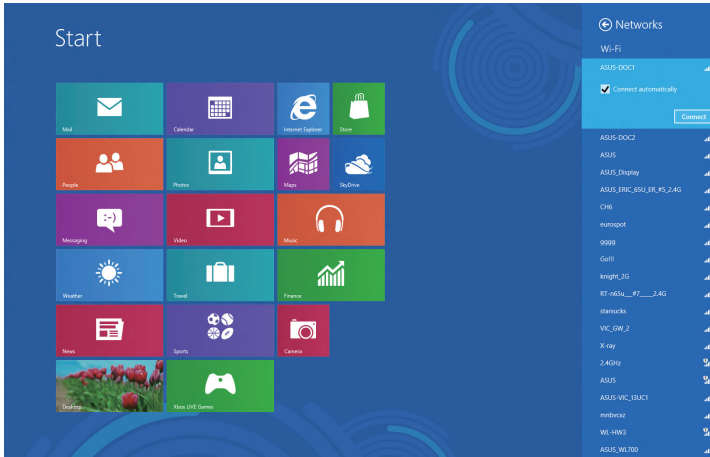 Start
Mail
Calendar
Internet Explorer
Store
People
Photos
Maps
SkyDrive
Messaging
:-)
Video
Music
Weather
Travel
Finance
News
Sports
Camera
Desktop
Xbox LIVE Games
Networks
Wi-Fi
ASUS-DOC1
Connect automatically
Connect
ASUS-DOC2
ASUS
ASUS_Display
ASUS_ERIC_65U_ER_#5_2.4G
CH6
eurospot
9999
Go!!!
knight_2G
RT-n65u__#7____2.4G
starsucks
VIC_GW_2
X-ray
2.4GHz
ASUS
ASUS-VIC_13UC1
mnbvcxz
WL-HW3
ASUS_WL700